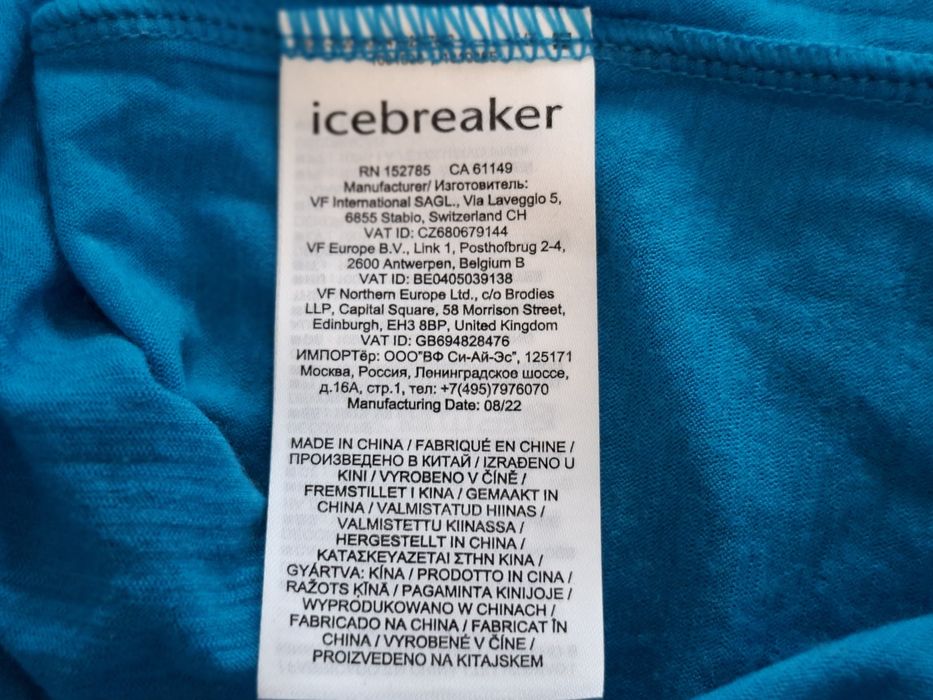 icebreaker
RN 152785 CA 61149
Manufacturer/ Изготовитель:
VF International SAGL., Via Laveggio 5,
6855 Stabio, Switzerland CH
VAT ID: CZ680679144
VF Europe B.V., Link 1, Posthofbrug 2-4,
2600 Antwerpen, Belgium B
VAT ID: BE0405039138
VF Northern Europe Ltd., c/o Brodies
LLP, Capital Square, 58 Morrison Street,
Edinburgh, EH3 8BP, United Kingdom
VAT ID: GB694828476
ИМПОРТёр: ООО"ВФ Си-Ай-Эс", 125171
Москва, Россия, Ленинградское шоссе,
д.16А, стр.1, тел: +7(495)7976070
Manufacturing Date: 08/22
MADE IN CHINA / FABRIQUÉ EN CHINE /
ПРОИЗВЕДЕНО В КИТАЙ / IZRAĐENO U
KINI / VYROBENO V ČÍNĚ /
FREMSTILLET I KINA / GEMAAKT IN
CHINA / VALMISTATUD HIINAS /
VALMISTETTU KIINASSA /
HERGESTELLT IN CHINA /
ΚΑΤΑΣΚΕΥΑΖΕΤΑΙ ΣΤΗΝ ΚΙΝΑ /
GYÁRTVA: KÍNA / PRODOTTO IN CINA /
RAŽOTS ĶĪNĀ / PAGAMINTA KINIJOJE /
WYPRODUKOWANO W CHINACH /
FABRICADO NA CHINA / FABRICAT ÎN
CHINA / VYROBENÉ V ČÍNE /
PROIZVEDENO NA KITAJSKEM